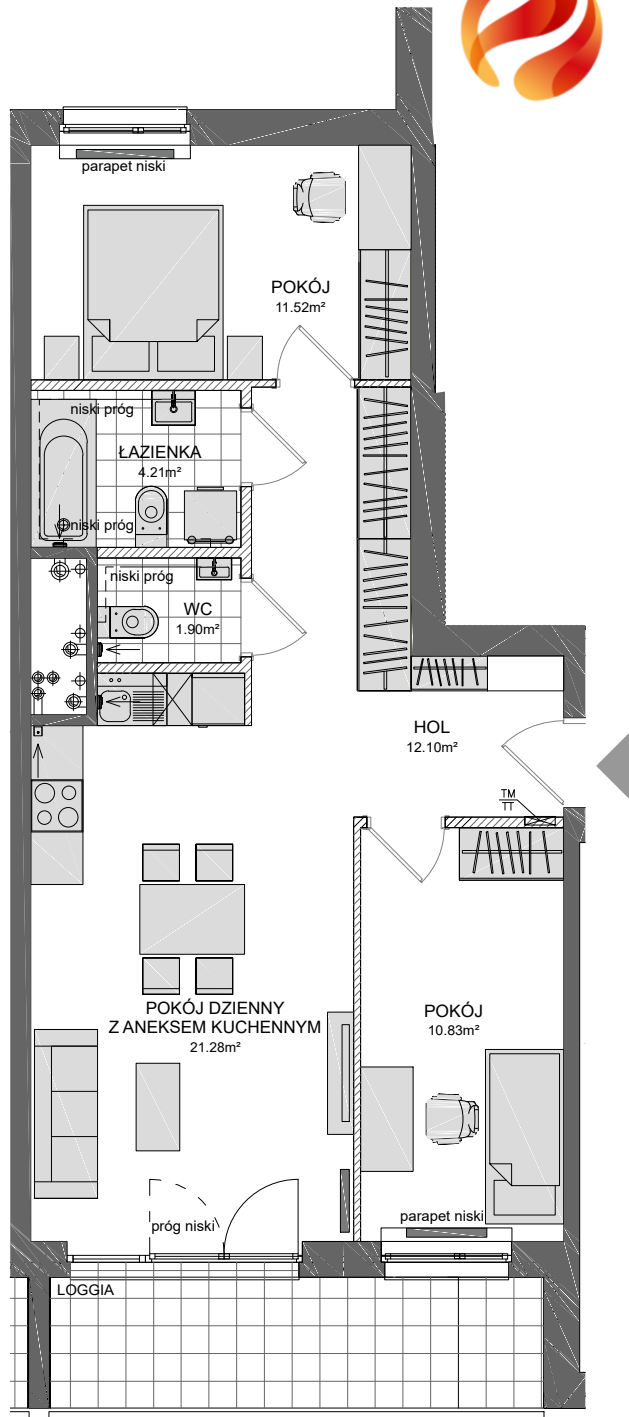 parapet niski
POKÓJ
11.52m²
niski próg
ŁAZIENKA
4.21m²
niski próg
niski próg
WC
1.90m²
HOL
12.10m²
TM
TT
POKÓJ DZIENNY
Z ANEKSEM KUCHENNYM
21.28m²
POKÓJ
10.83m²
próg niski
parapet niski
LOGGIA